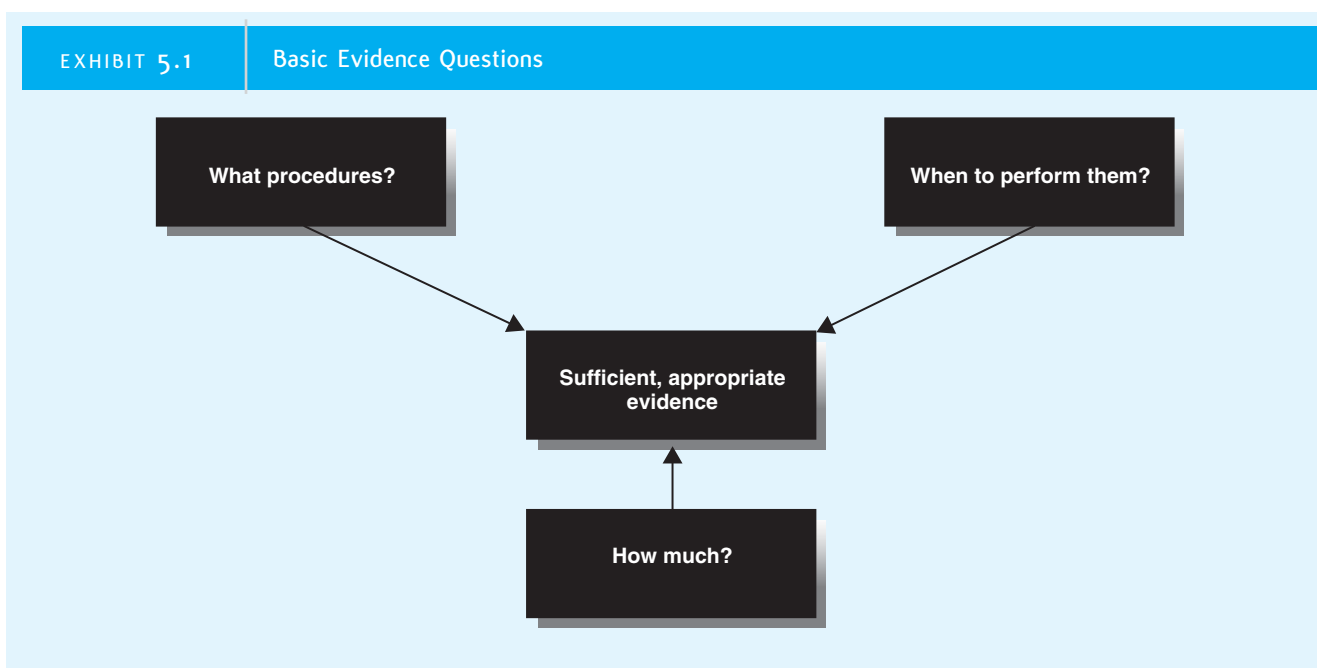 EXHIBIT 5.1 Basic Evidence Questions
What procedures?
When to perform them?
Sufficient, appropriate
evidence
How much?